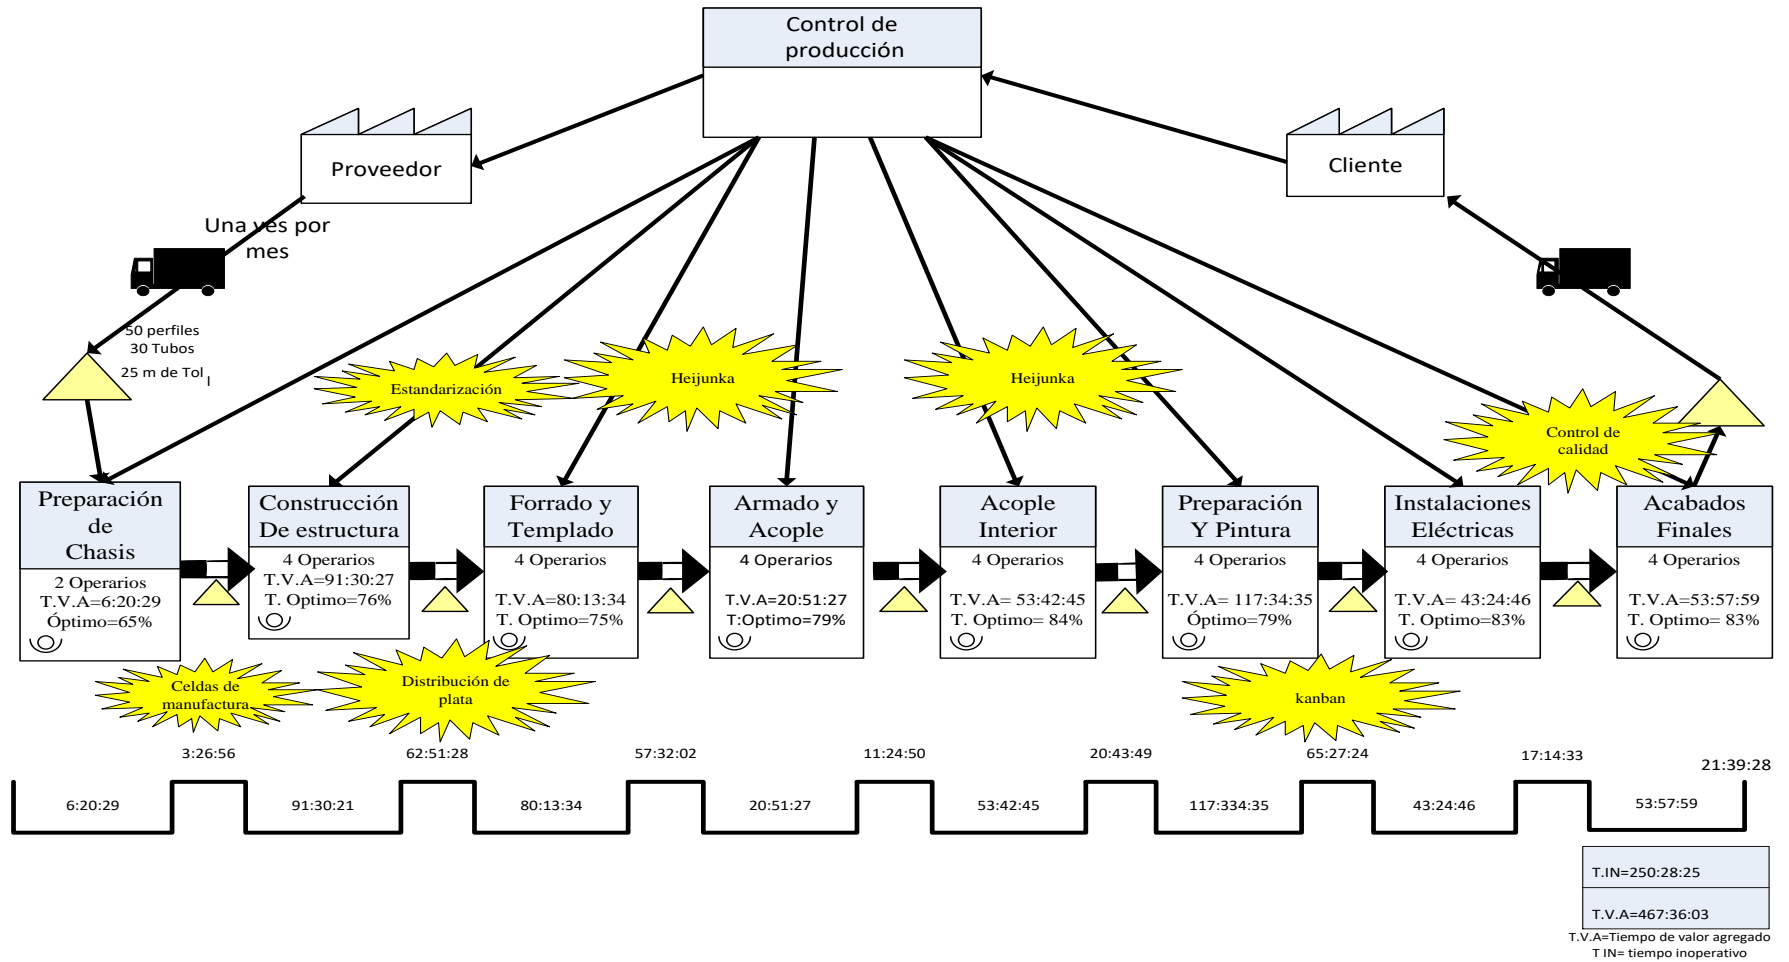 Control de
producción
Proveedor
Cliente
Una ves por
mes
50 perfiles
30 Tubos
25 m de Tol
Estandarización
Heijunka
Heijunka
Control de
calidad
Preparación
de
Chasis
2 Operarios
T.V.A=6:20:29
Óptimo=65%
Construcción
De estructura
4 Operarios
T.V.A=91:30:27
T. Optimo=76%
Forrado y
Templado
4 Operarios
T.V.A=80:13:34
T. Optimo=75%
Armado y
Acople
4 Operarios
T.V.A=20:51:27
T:Optimo=79%
Acople
Interior
4 Operarios
T.V.A= 53:42:45
T. Optimo= 84%
Preparación
Y Pintura
4 Operarios
T.V.A= 117:34:35
Óptimo=79%
Instalaciones
Eléctricas
4 Operarios
T.V.A= 43:24:46
T. Optimo=83%
Acabados
Finales
4 Operarios
T.V.A=53:57:59
T. Optimo= 83%
Celdas de
manufactura
Distribución de
plata
kanban
3:26:56
62:51:28
57:32:02
11:24:50
20:43:49
65:27:24
17:14:33
21:39:28
6:20:29
91:30:21
80:13:34
20:51:27
53:42:45
117:334:35
43:24:46
53:57:59
T.IN=250:28:25
T.V.A=467:36:03
T.V.A=Tiempo de valor agregado
T IN= tiempo inoperativo